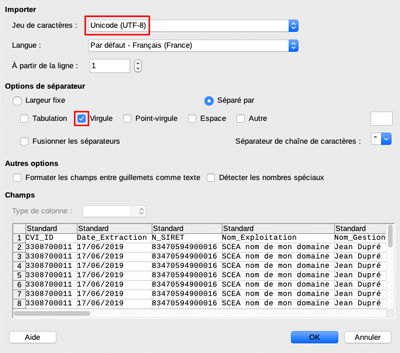 Importer
Jeu de caractères : Unicode (UTF-8)
Langue : Par défaut - Français (France)
À partir de la ligne : 1
Options de séparateur
Largeur fixe Séparé par
Tabulation Virgule Point-virgule Espace Autre
Fusionner les séparateurs Séparateur de chaîne de caractères : "
Autres options
Formater les champs entre guillemets comme texte Détecter les nombres spéciaux
Champs
Type de colonne :
Standard Standard Standard Standard Standard
1 CVI_ID Date_Extraction N_SIRET Nom_Exploitation Nom_Gestion
2 3308700011 17/06/2019 83470594900016 SCEA nom de mon domaine Jean Dupré
3 3308700011 17/06/2019 83470594900016 SCEA nom de mon domaine Jean Dupré
4 3308700011 17/06/2019 83470594900016 SCEA nom de mon domaine Jean Dupré
5 3308700011 17/06/2019 83470594900016 SCEA nom de mon domaine Jean Dupré
6 3308700011 17/06/2019 83470594900016 SCEA nom de mon domaine Jean Dupré
7 3308700011 17/06/2019 83470594900016 SCEA nom de mon domaine Jean Dupré
8 3308700011 17/06/2019 83470594900016 SCEA nom de mon domaine Jean Dupré
Aide OK Annuler